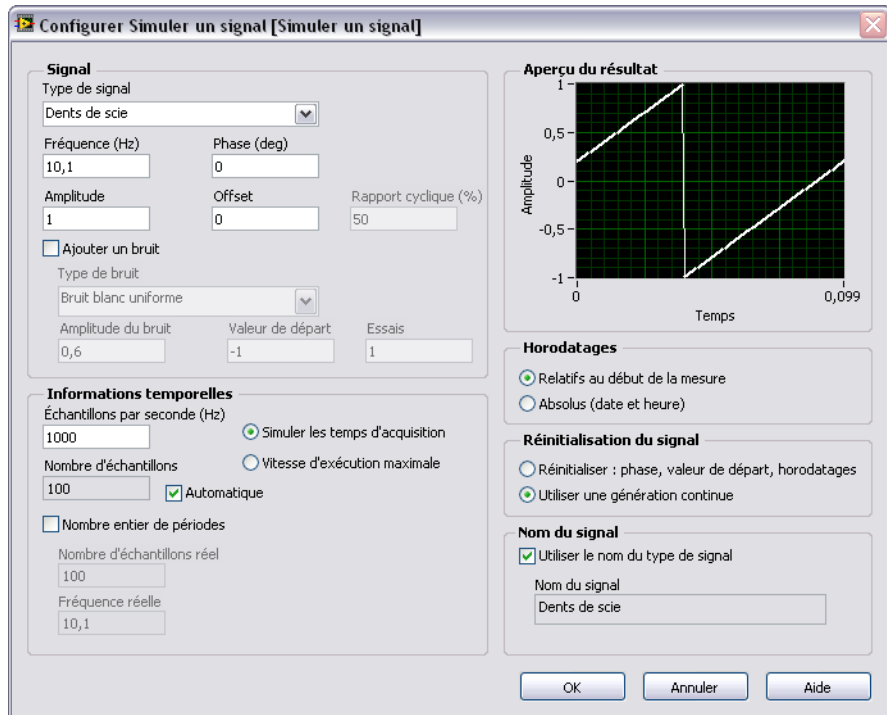 Configurer Simuler un signal [Simuler un signal]
Signal
Type de signal
Dents de scie
Fréquence (Hz) Phase (deg)
10,1 0
Amplitude Offset Rapport cyclique (%)
1 0 50
Ajouter un bruit
Type de bruit
Bruit blanc uniforme
Amplitude du bruit Valeur de départ Essais
0,6 -1 1
Informations temporelles
Échantillons par seconde (Hz)
1000
Simuler les temps d'acquisition
Nombre d'échantillons
Vitesse d'exécution maximale
100
Automatique
Nombre entier de périodes
Nombre d'échantillons réel
100
Fréquence réelle
10,1
Aperçu du résultat
1
0,5
0
-0,5
-1
Amplitude
0 0,099
Temps
Horodatages
Relatifs au début de la mesure
Absolus (date et heure)
Réinitialisation du signal
Réinitialiser : phase, valeur de départ, horodatages
Utiliser une génération continue
Nom du signal
Utiliser le nom du type de signal
Nom du signal
Dents de scie
OK Annuler Aide